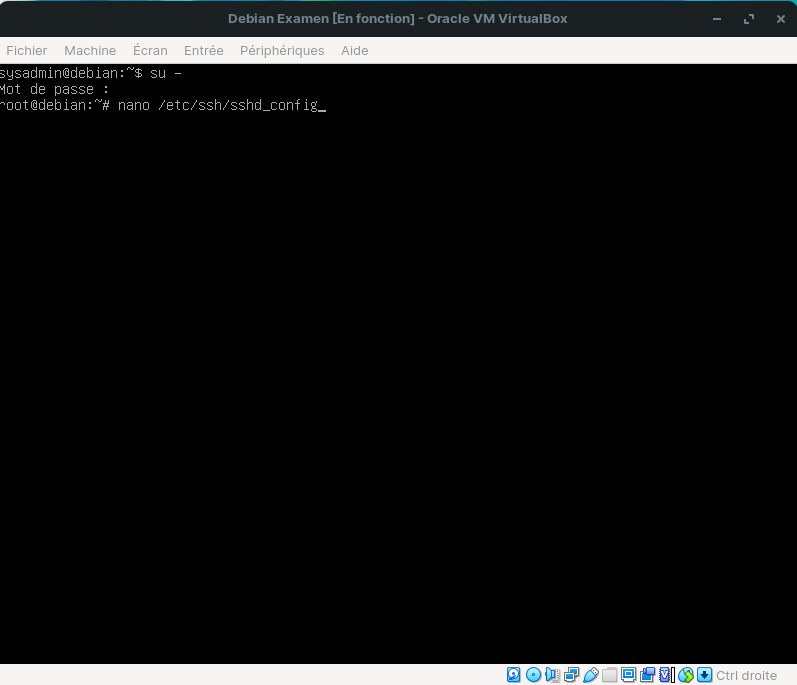 Debian Examen [En fonction] - Oracle VM VirtualBox
Fichier Machine Écran Entrée Périphériques Aide
sysadmin@debian:~$ su -
Mot de passe :
root@debian:~# nano /etc/ssh/sshd_config_
Ctrl droite